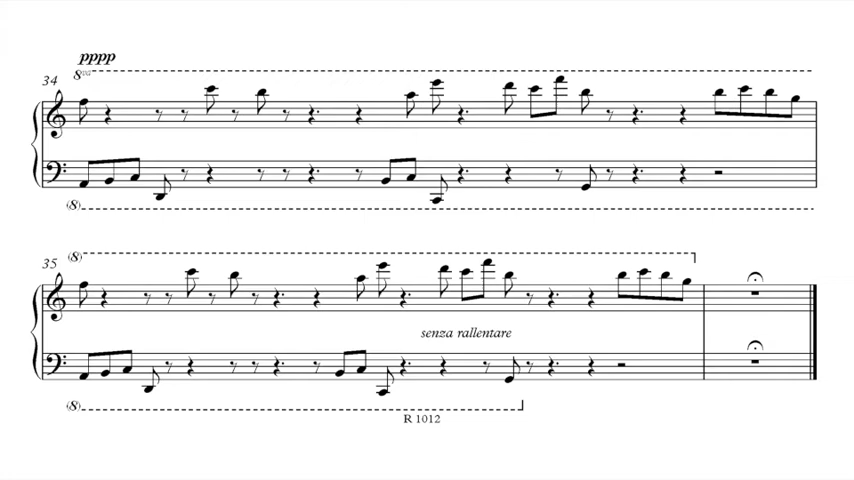 pppp
8va
34
(8)
(8)
35
senza rallentare
(8)
R 1012